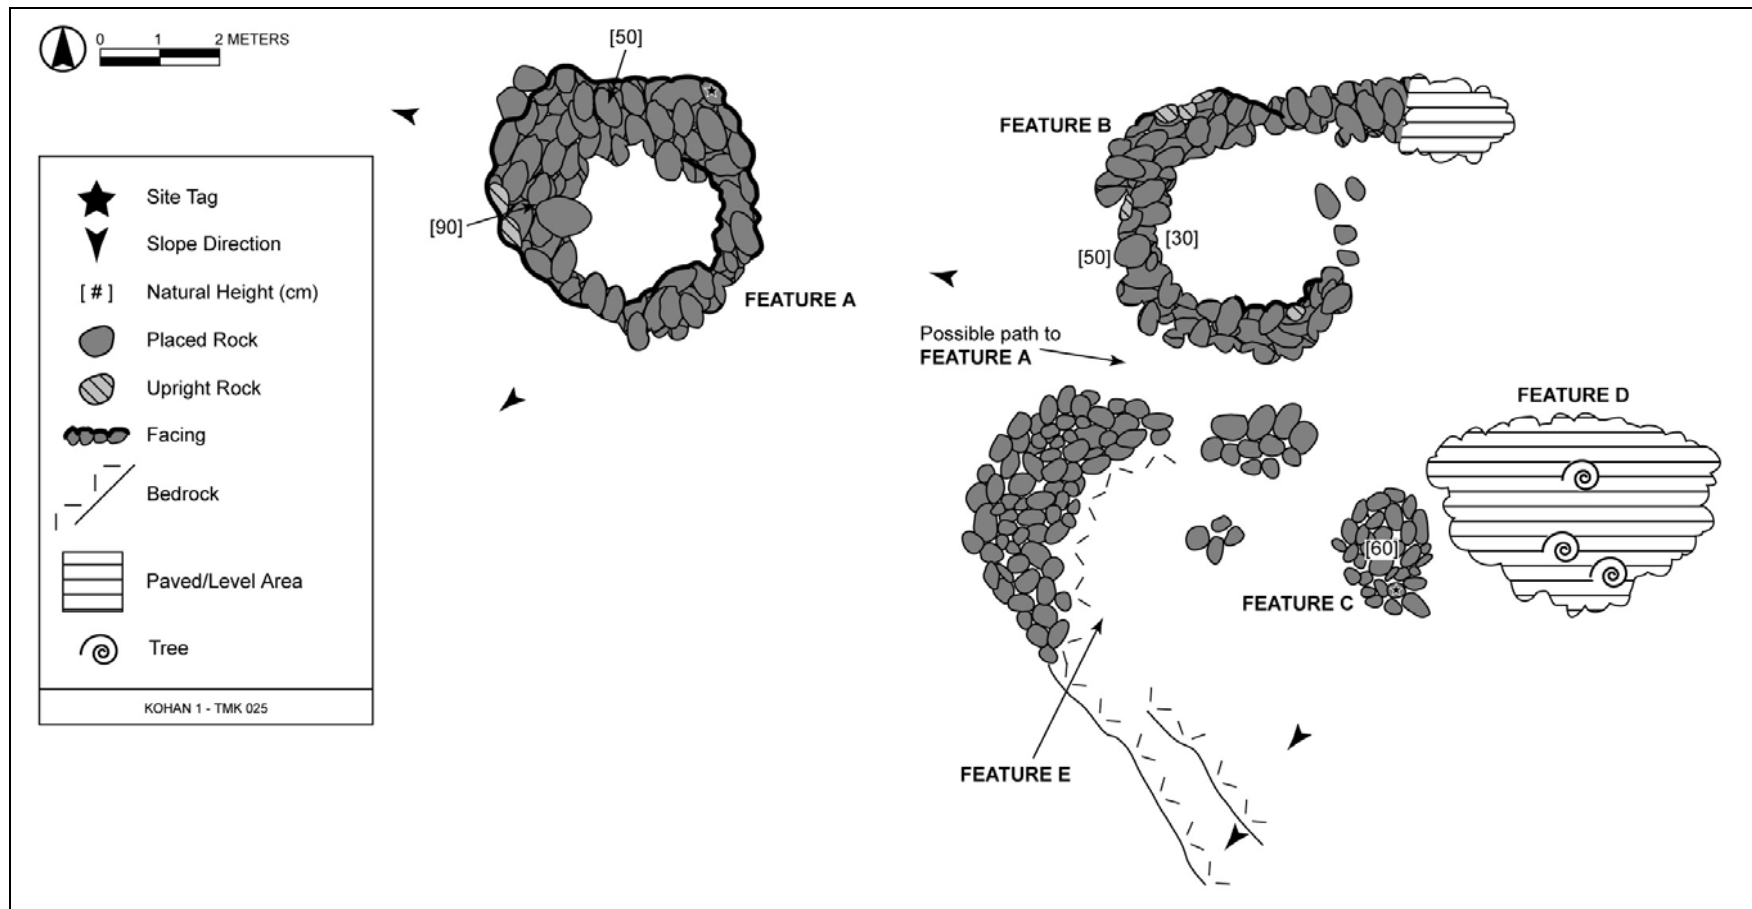 0 1 2 METERS
[50]
FEATURE B
Site Tag
Slope Direction
[ # ] Natural Height (cm)
Placed Rock
Upright Rock
Facing
Bedrock
Paved/Level Area
Tree
KOHAN 1 - TMK 025
[90]
FEATURE A
[30]
[50]
Possible path to
FEATURE A
FEATURE D
[60]
FEATURE C
FEATURE E